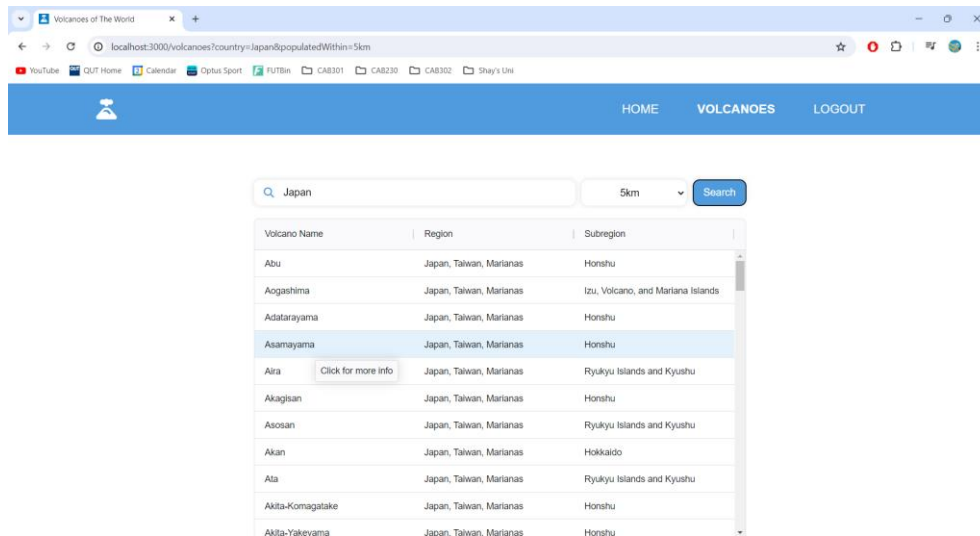 Volcanoes of The World
localhost:3000/volcanoes?country=Japan&populatedWithin=5km
YouTube QUT Home Calendar Optus Sport FUTBin CAB301 CAB230 CAB302 Shay's Uni
HOME VOLCANOES LOGOUT
Japan 5km Search
Volcano Name Region Subregion
Abu Japan, Taiwan, Marianas Honshu
Aogashima Japan, Taiwan, Marianas Izu, Volcano, and Mariana Islands
Adatarayama Japan, Taiwan, Marianas Honshu
Asamayama Japan, Taiwan, Marianas Honshu
Aira Click for more info Japan, Taiwan, Marianas Ryukyu Islands and Kyushu
Akagisan Japan, Taiwan, Marianas Honshu
Asosan Japan, Taiwan, Marianas Ryukyu Islands and Kyushu
Akan Japan, Taiwan, Marianas Hokkaido
Ata Japan, Taiwan, Marianas Ryukyu Islands and Kyushu
Akita-Komagatake Japan, Taiwan, Marianas Honshu
Akita-Yakeyama Japan, Taiwan, Marianas Honshu